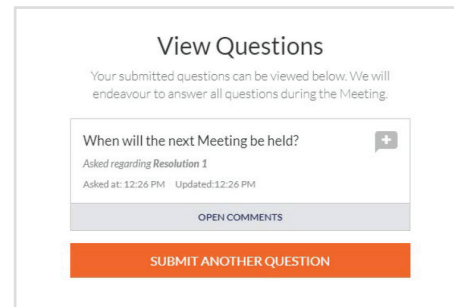 View Questions
Your submitted questions can be viewed below. We will
endeavour to answer all questions during the Meeting.
When will the next Meeting be held?
Asked regarding Resolution 1
Asked at: 12:26 PM Updated:12:26 PM
OPEN COMMENTS
SUBMIT ANOTHER QUESTION